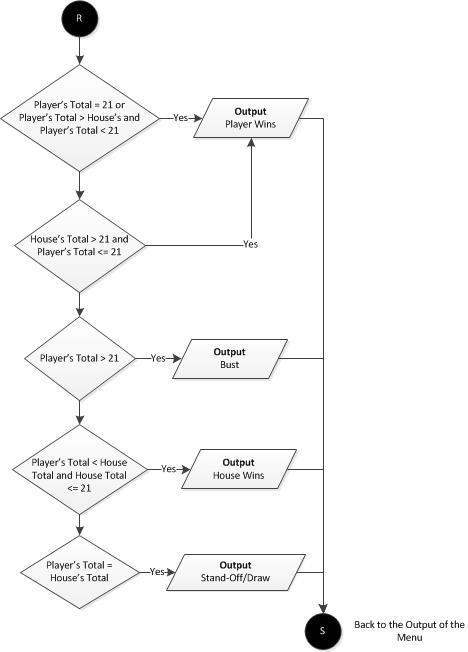 R
Player's Total = 21 or
Player's Total > House's and
Player's Total < 21
Yes
Output
Player Wins
House's Total > 21 and
Player's Total <= 21
Yes
Player's Total > 21
Yes
Output
Bust
Player's Total < House
Total and House Total
<= 21
Yes
Output
House Wins
Player's Total =
House's Total
Yes
Output
Stand-Off/Draw
S
Back to the Output of the
Menu